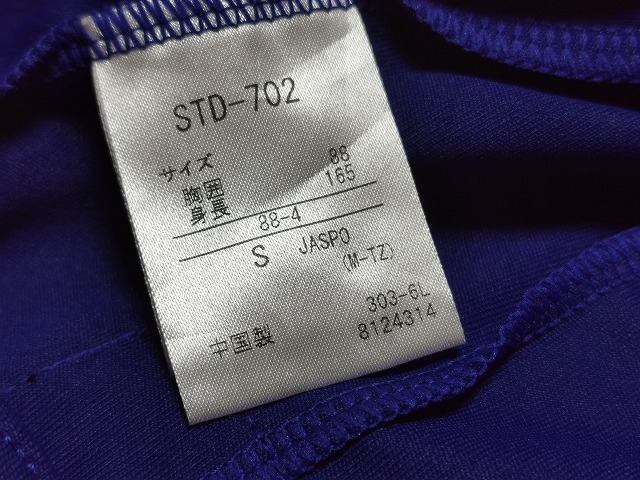 STD-702
サイズ
胸囲 88
身長 165
88-4
S JASPO
(M-TZ)
303-6L
中国製 8124314